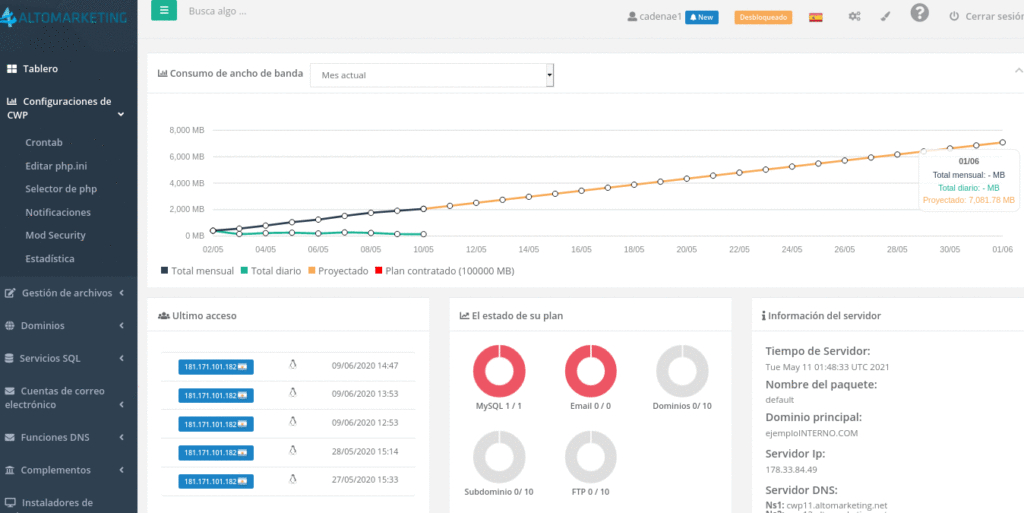 ALTOMARKETING
Busca algo ...
cadenae1
New
Desbloqueado
?
Cerrar sesión
Tablero
Configuraciones de
CWP
Crontab
Editar php.ini
Selector de php
Notificaciones
Mod Security
Estadística
Gestión de archivos
Dominios
Servicios SQL
Cuentas de correo
electrónico
Funciones DNS
Complementos
Instaladores de
Consumo de ancho de banda
Mes actual
8,000 MB
6,000 MB
4,000 MB
2,000 MB
0 MB
02/05 04/05 06/05 08/05 10/05 12/05 14/05 16/05 18/05 20/05 22/05 24/05 26/05 28/05 30/05 01/06
01/06
Total mensual: - MB
Total diario: - MB
Proyectado: 7,081.78 MB
Total mensual Total diario Proyectado Plan contratado (100000 MB)
Ultimo acceso
181.171.101.182 09/06/2020 14:47
181.171.101.182 09/06/2020 13:53
181.171.101.182 09/06/2020 12:53
181.171.101.182 28/05/2020 15:14
181.171.101.182 27/05/2020 15:33
El estado de su plan
MySQL 1 / 1
Email 0 / 0
Dominios 0/ 10
Subdominio 0/ 10
FTP 0 / 10
Información del servidor
Tiempo de Servidor:
Tue May 11 01:48:33 UTC 2021
Nombre del paquete:
default
Dominio principal:
ejemploINTERNO.COM
Servidor Ip:
178.33.84.49
Servidor DNS:
Ns1: cwp11.altomarketing.net